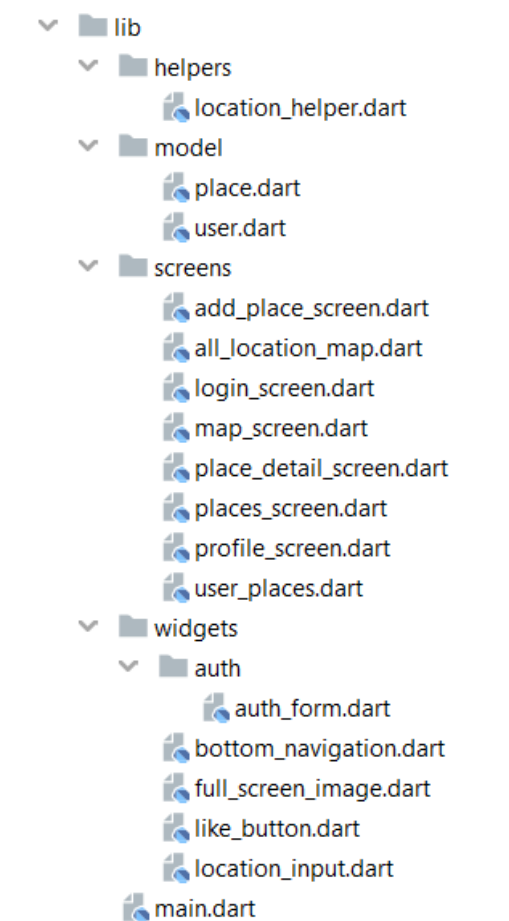 lib
helpers
location_helper.dart
model
place.dart
user.dart
screens
add_place_screen.dart
all_location_map.dart
login_screen.dart
map_screen.dart
place_detail_screen.dart
places_screen.dart
profile_screen.dart
user_places.dart
widgets
auth
auth_form.dart
bottom_navigation.dart
full_screen_image.dart
like_button.dart
location_input.dart
main.dart